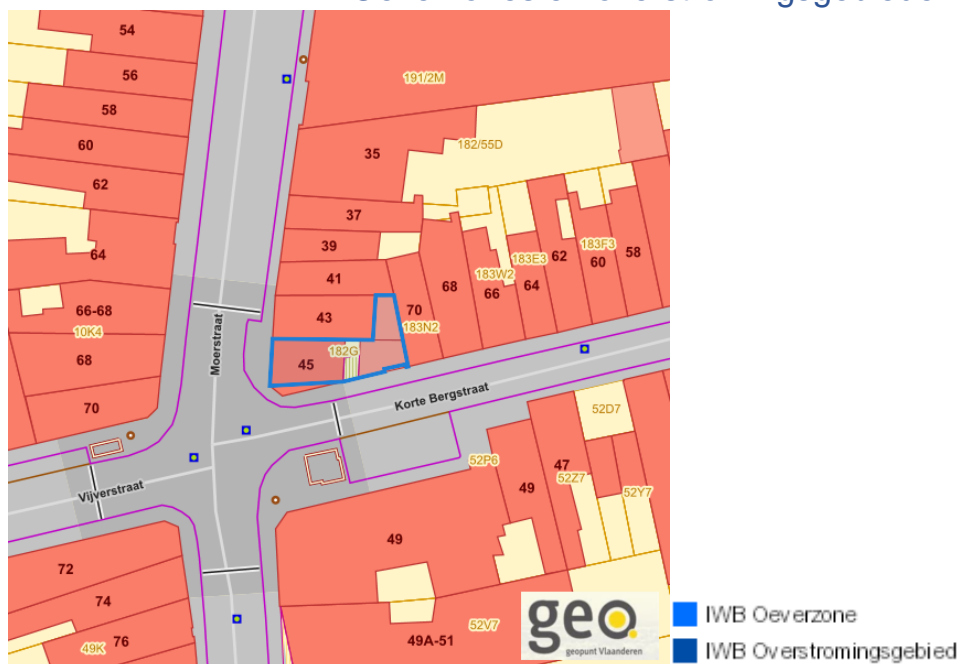 54
56
191/2M
58
60
35
182/55D
62
37
64
39
183E3
62
183F3
58
60
41
68
183W2
66
64
66-68
43
70
183N2
10K4
Moerstraat
68
182G
45
70
Korte Bergstraat
52D7
52P6
47
49
52Z7
52Y7
Vijverstraat
49
72
74
76
49K
52V7
49A-51
geo.
geopunt Vlaanderen
IWB Oeverzone
IWB Overstromingsgebied